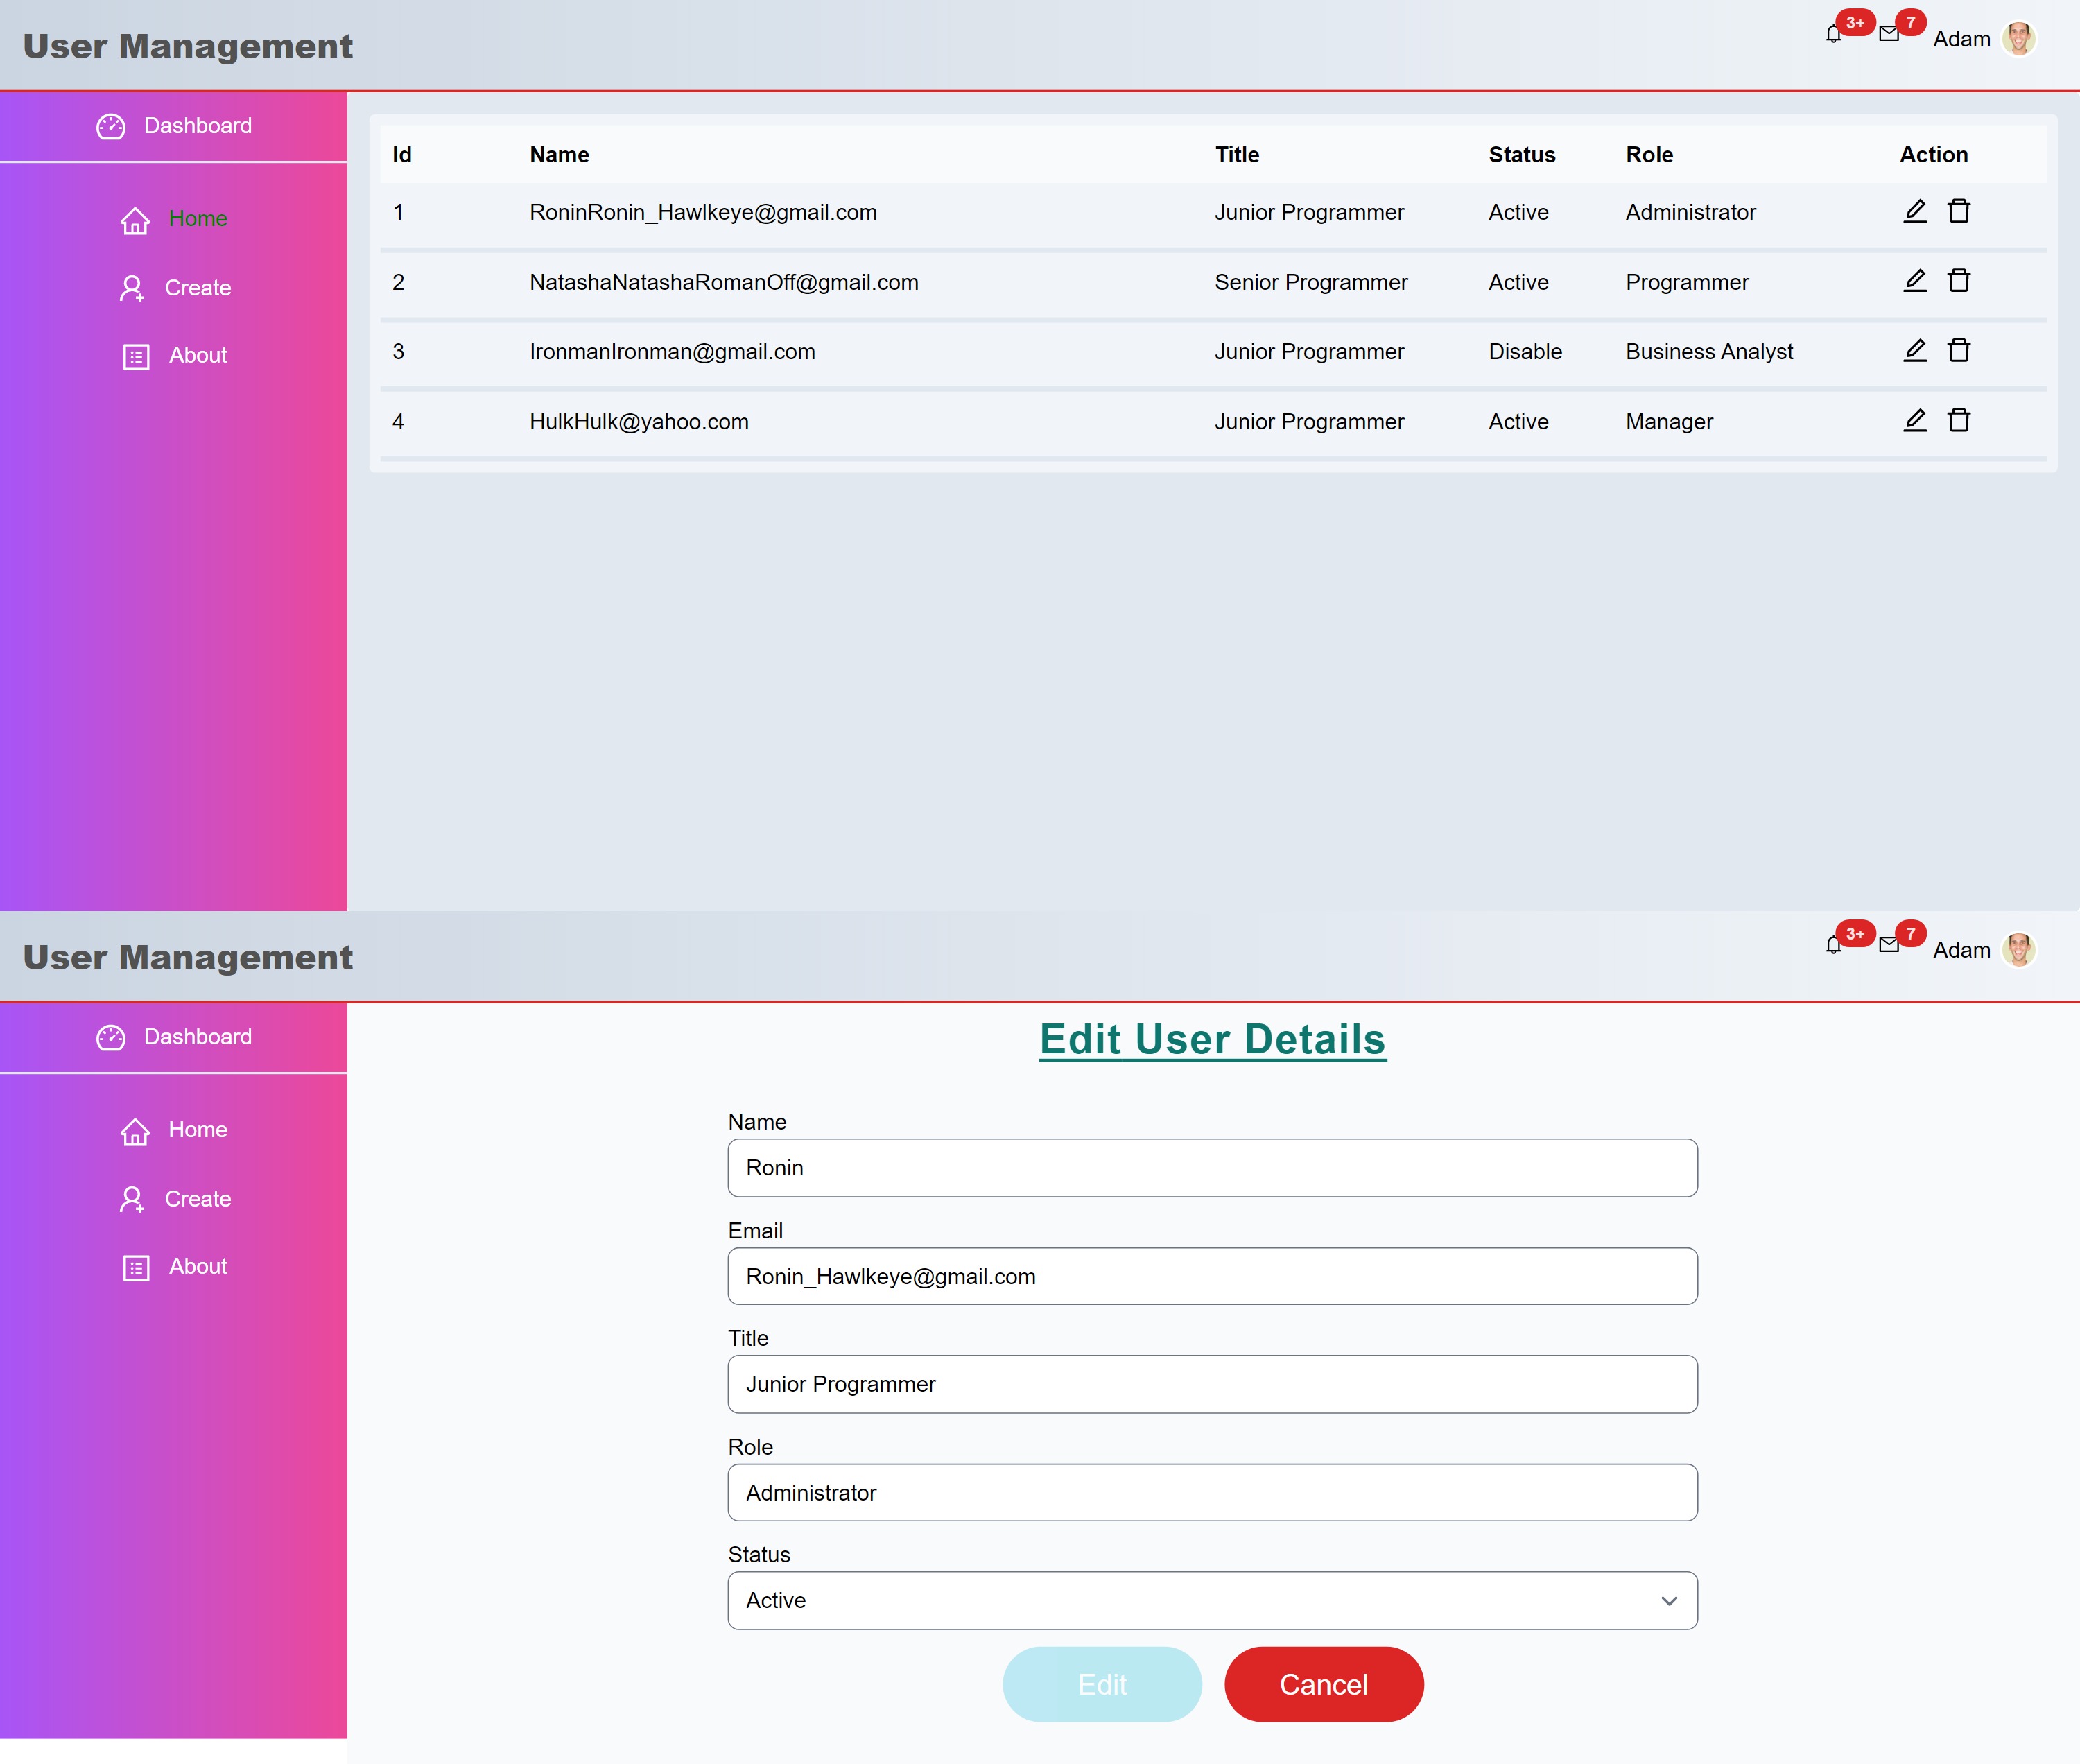 User Management
3+ 7 Adam
Dashboard
Home
Create
About
Id Name Title Status Role Action
1 RoninRonin_Hawlkeye@gmail.com Junior Programmer Active Administrator
2 NatashaNatashaRomanOff@gmail.com Senior Programmer Active Programmer
3 IronmanIronman@gmail.com Junior Programmer Disable Business Analyst
4 HulkHulk@yahoo.com Junior Programmer Active Manager
User Management
3+ 7 Adam
Dashboard
Home
Create
About
Edit User Details
Name
Ronin
Email
Ronin_Hawlkeye@gmail.com
Title
Junior Programmer
Role
Administrator
Status
Active
Edit Cancel